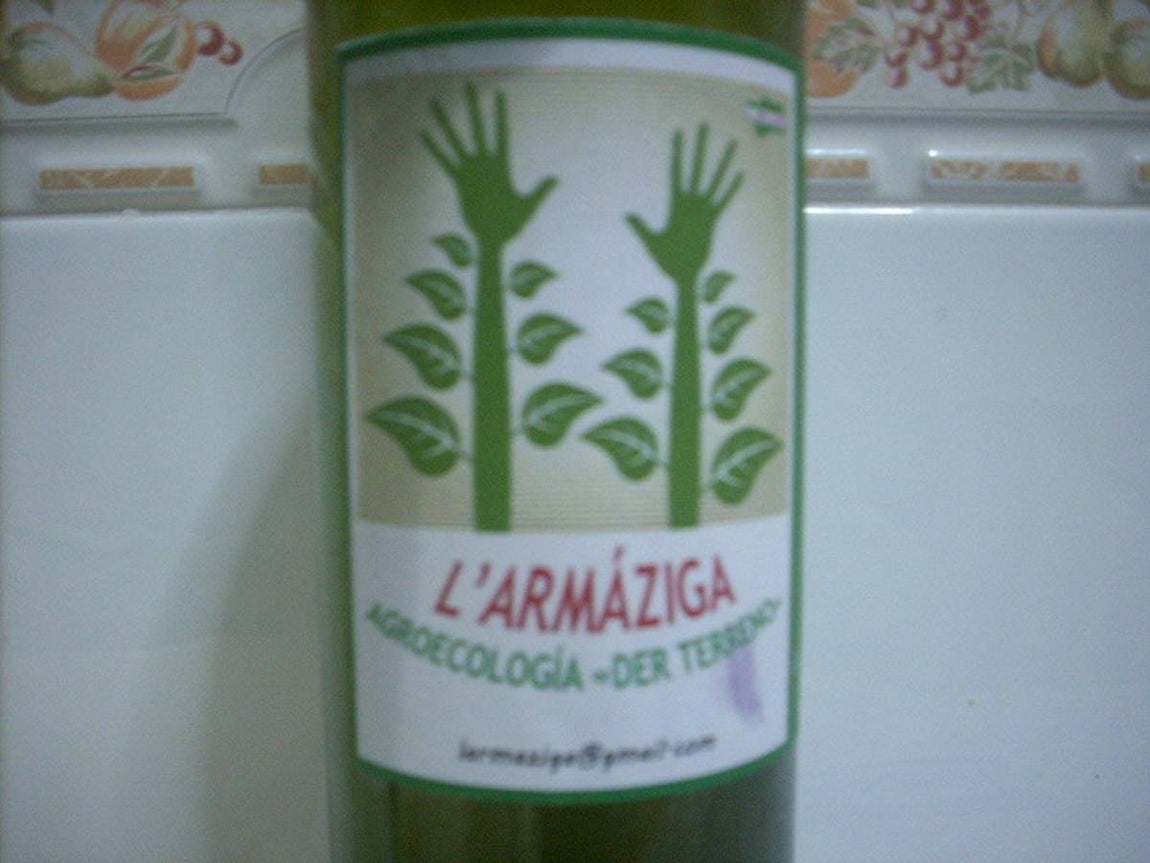 L'ARMÁZIGA
AGROECOLOGÍA "DER TERRENO"
larmaziga@gmail.com